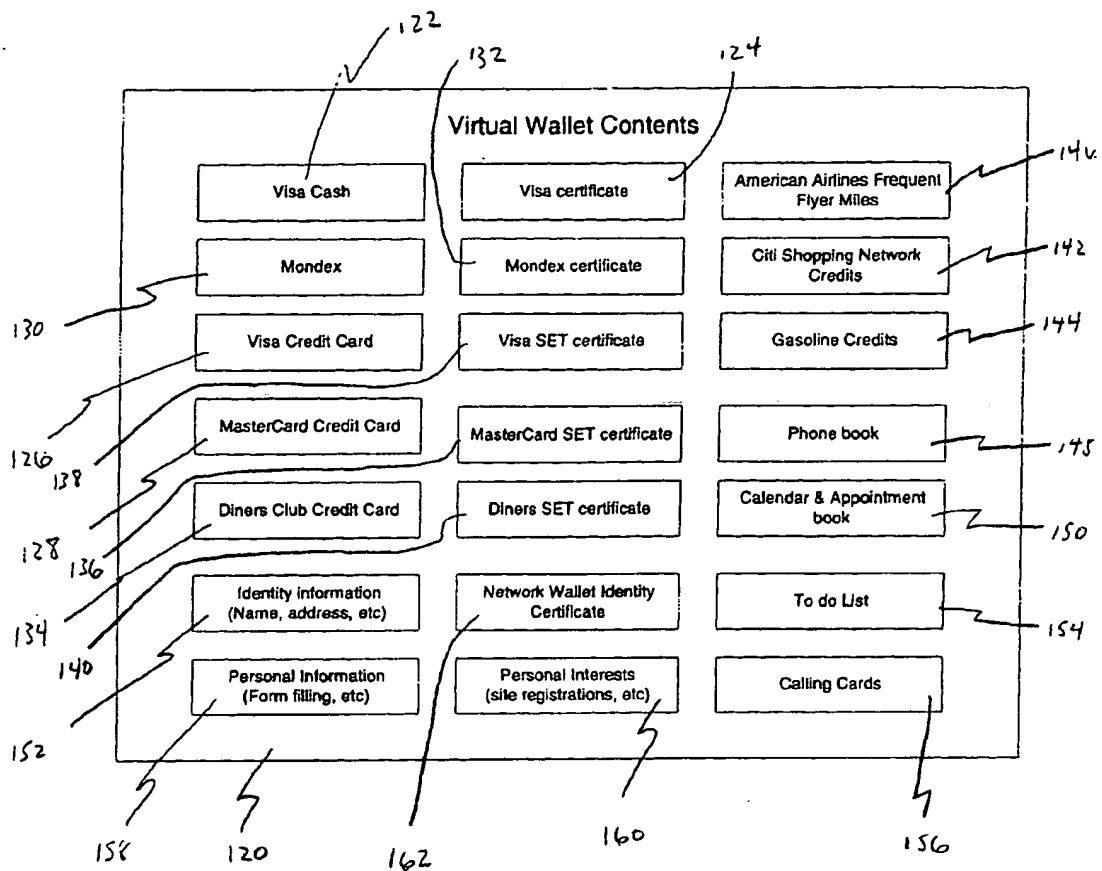 122
132
124
Virtual Wallet Contents
Visa Cash
Visa certificate
American Airlines Frequent
Flyer Miles
146
Mondex
Mondex certificate
Citi Shopping Network
Credits
142
130
Visa Credit Card
Visa SET certificate
Gasoline Credits
144
126
138
MasterCard Credit Card
MasterCard SET certificate
Phone book
148
128
136
Diners Club Credit Card
Diners SET certificate
Calendar & Appointment
book
150
134
140
Identity information
(Name, address, etc)
Network Wallet Identity
Certificate
To do List
154
152
Personal Information
(Form filling, etc)
Personal Interests
(site registrations, etc)
Calling Cards
158
120
162
160
156